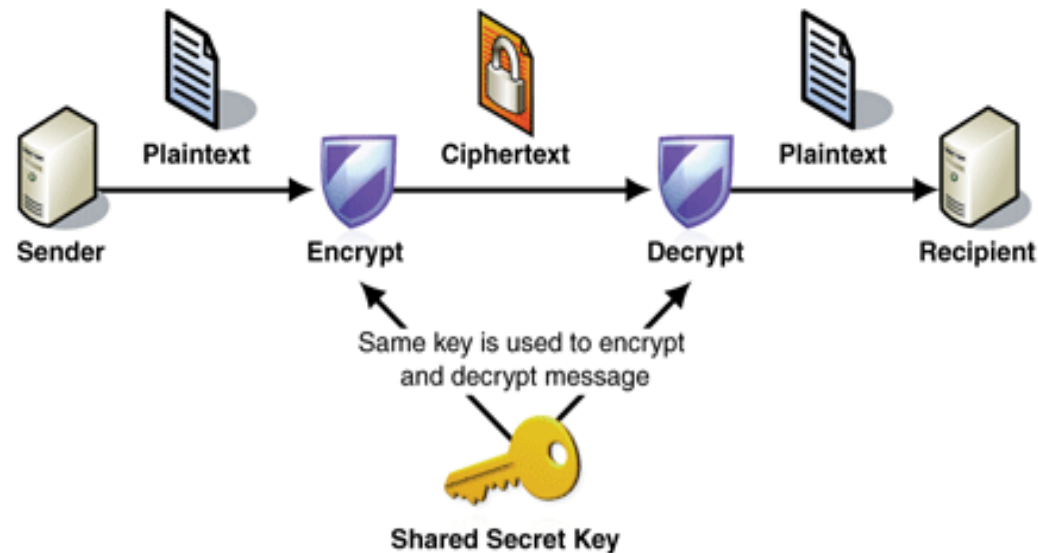 Plaintext
Ciphertext
Plaintext
Sender
Encrypt
Decrypt
Recipient
Same key is used to encrypt
and decrypt message
Shared Secret Key